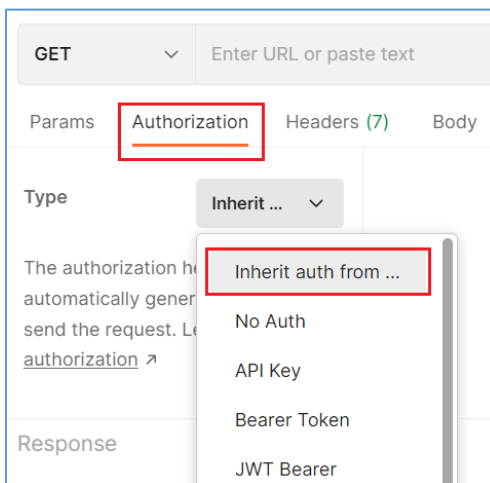 GET
Enter URL or paste text
Params
Authorization
Headers (7)
Body
Type
Inherit ...
The authorization he
automatically gener
send the request. Le
authorization ↗
Inherit auth from ...
No Auth
API Key
Bearer Token
JWT Bearer
Response